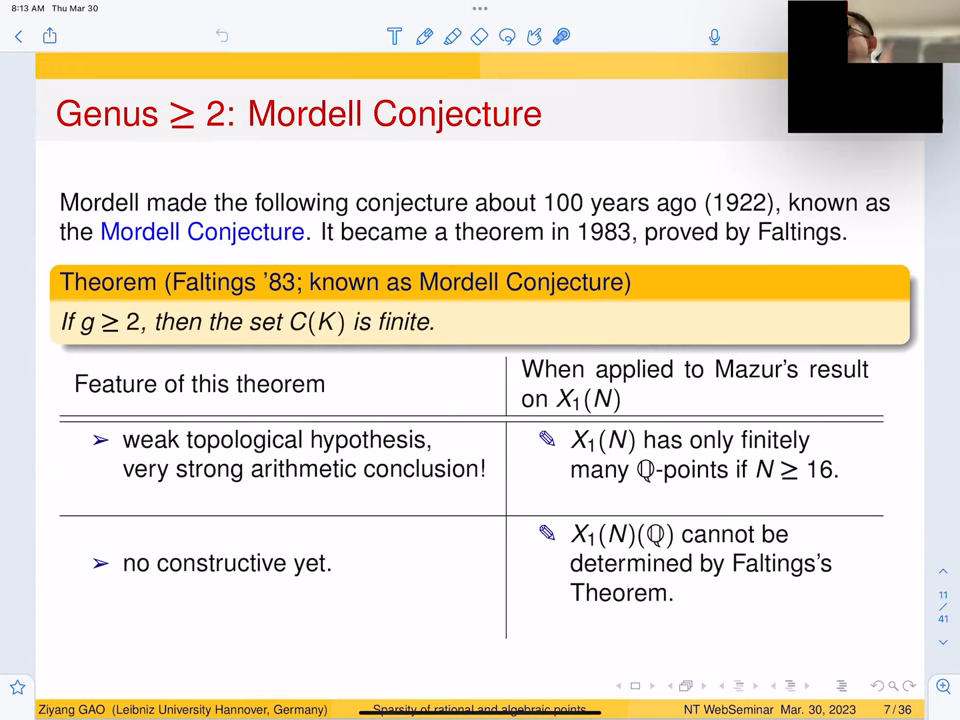 8:13 AM Thu Mar 30
Genus ≥ 2: Mordell Conjecture
Mordell made the following conjecture about 100 years ago (1922), known as
the Mordell Conjecture. It became a theorem in 1983, proved by Faltings.
Theorem (Faltings '83; known as Mordell Conjecture)
If g ≥ 2, then the set C(K) is finite.
Feature of this theorem
When applied to Mazur's result
on X₁(N)
➢ weak topological hypothesis,
very strong arithmetic conclusion!
✎ X₁(N) has only finitely
many ℚ-points if N ≥ 16.
➢ no constructive yet.
✎ X₁(N)(ℚ) cannot be
determined by Faltings's
Theorem.
11
/
41
Ziyang GAO (Leibniz University Hannover, Germany) Sparsity of rational and algebraic points NT WebSeminar Mar. 30, 2023 7 / 36